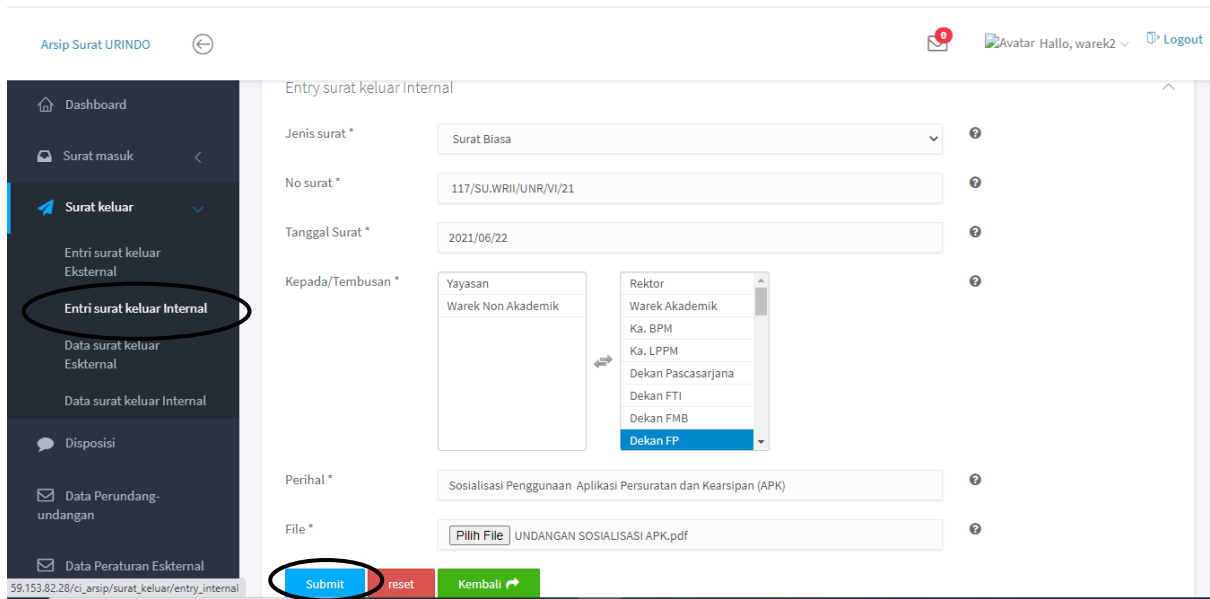 Arsip Surat URINDO
0
Avatar Hallo, warek2
Logout
Dashboard
Surat masuk
Surat keluar
Entri surat keluar
Eksternal
Entri surat keluar Internal
Data surat keluar
Eskternal
Data surat keluar Internal
Disposisi
Data Perundang-
undangan
Data Peraturan Eskternal
59.153.82.28/ci_arsip/surat_keluar/entry_internal
Entry surat keluar Internal
Jenis surat *
Surat Biasa
No surat *
117/SU.WRII/UNR/VI/21
Tanggal Surat *
2021/06/22
Kepada/Tembusan *
Yayasan
Warek Non Akademik
Rektor
Warek Akademik
Ka. BPM
Ka. LPPM
Dekan Pascasarjana
Dekan FTI
Dekan FMB
Dekan FP
Perihal *
Sosialisasi Penggunaan Aplikasi Persuratan dan Kearsipan (APK)
File *
Pilih File UNDANGAN SOSIALISASI APK.pdf
Submit
reset
Kembali